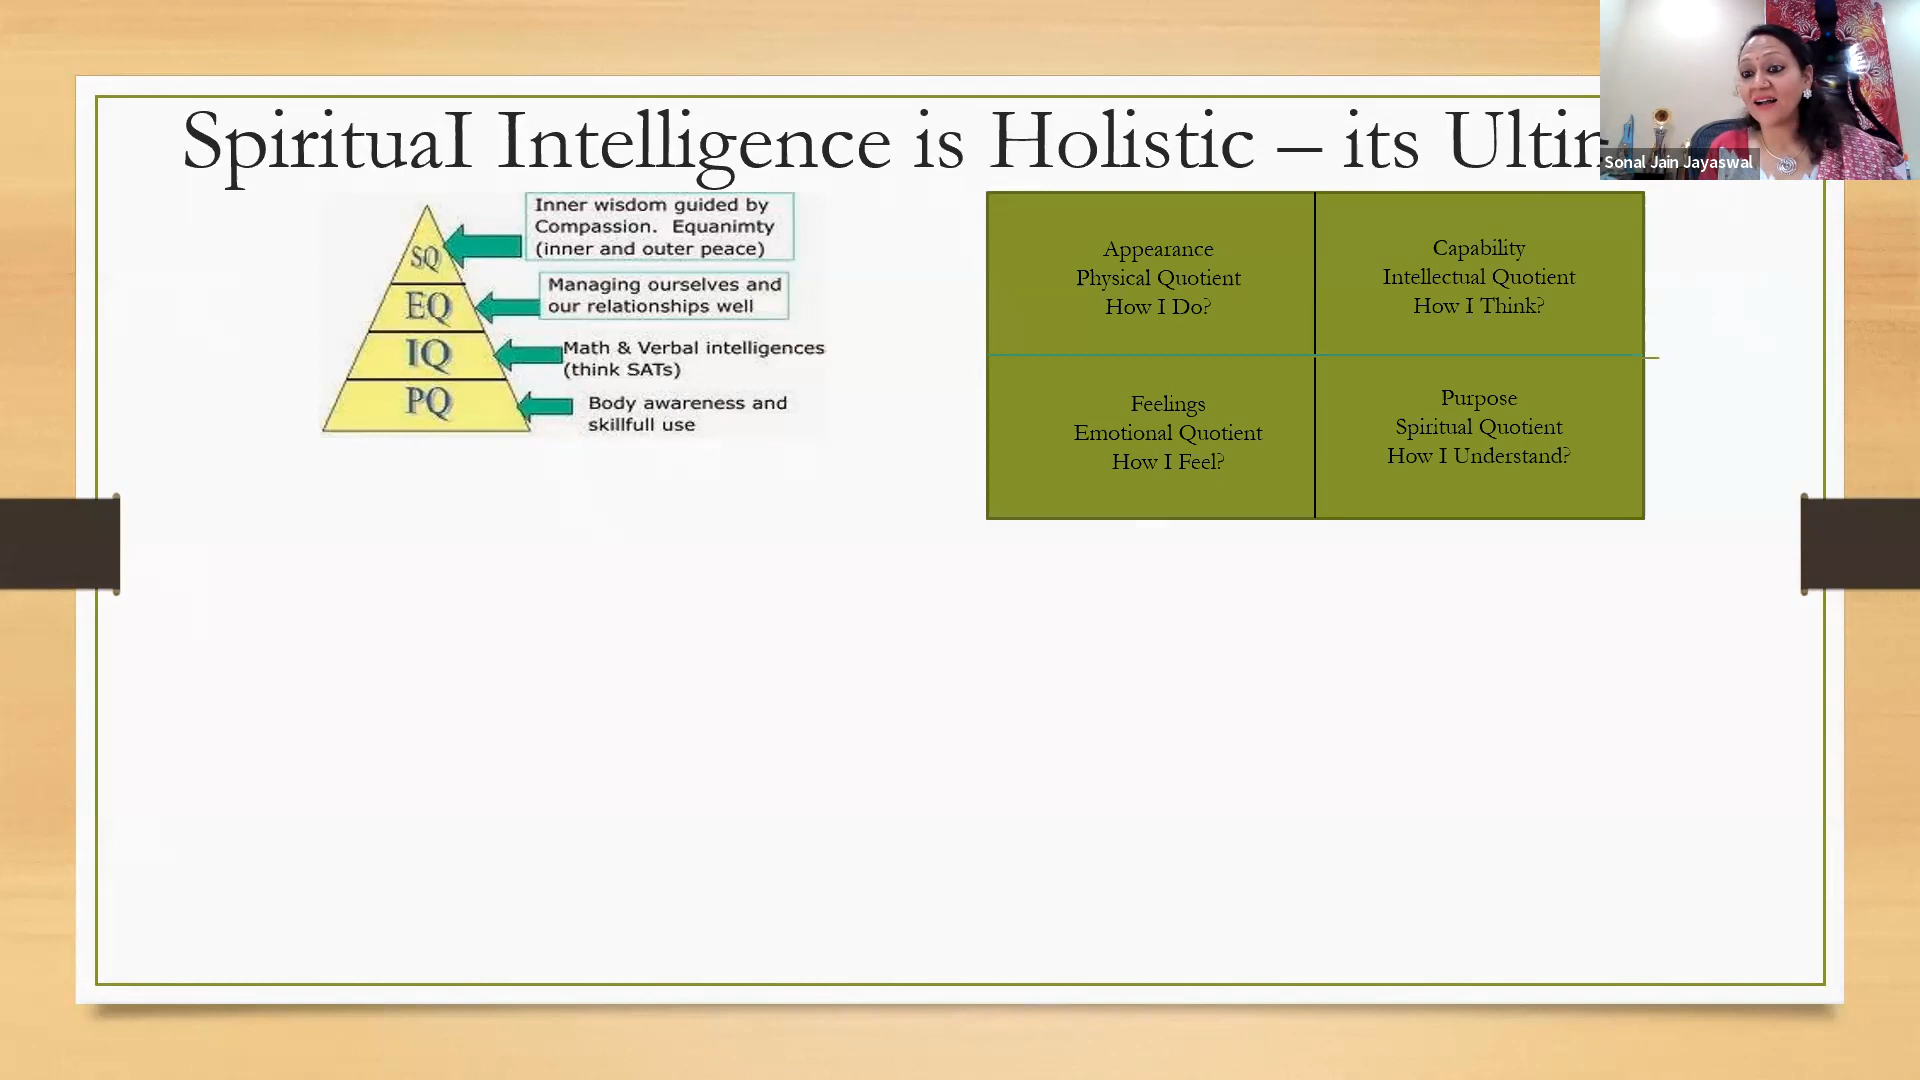 SpirituaI Intelligence is Holistic – its
Sonal Jain Jayaswal
SQ
Inner wisdom guided by
Compassion. Equanimty
(inner and outer peace)
EQ
Managing ourselves and
our relationships well
IQ
Math & Verbal intelligences
(think SATs)
PQ
Body awareness and
skillfull use
Appearance
Physical Quotient
How I Do?
Capability
Intellectual Quotient
How I Think?
Feelings
Emotional Quotient
How I Feel?
Purpose
Spiritual Quotient
How I Understand?